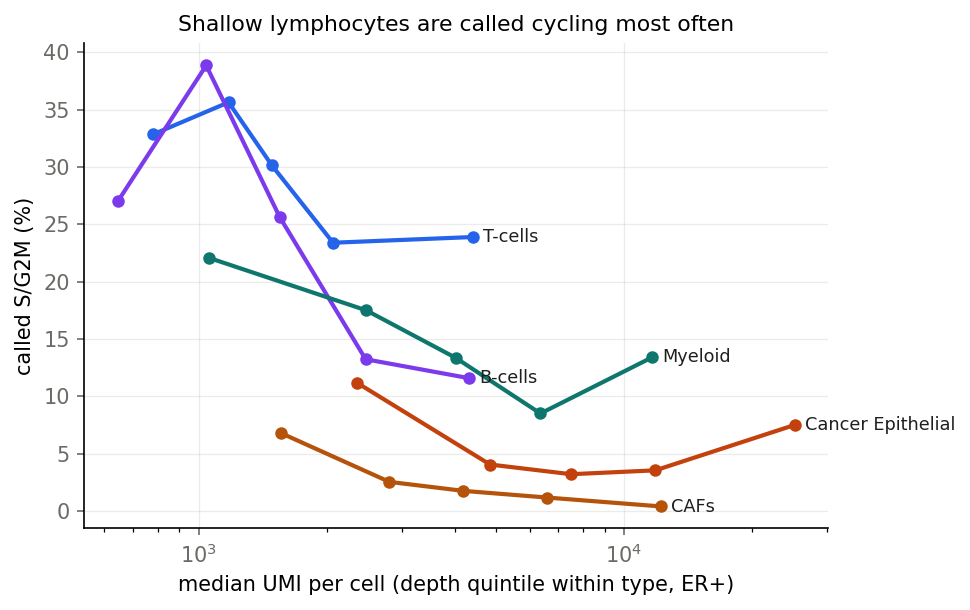 Shallow lymphocytes are called cycling most often
called S/G2M (%)
40
35
30
25
20
15
10
5
0
T-cells
Myeloid
B-cells
Cancer Epithelial
CAFs
10³
10⁴
median UMI per cell (depth quintile within type, ER+)